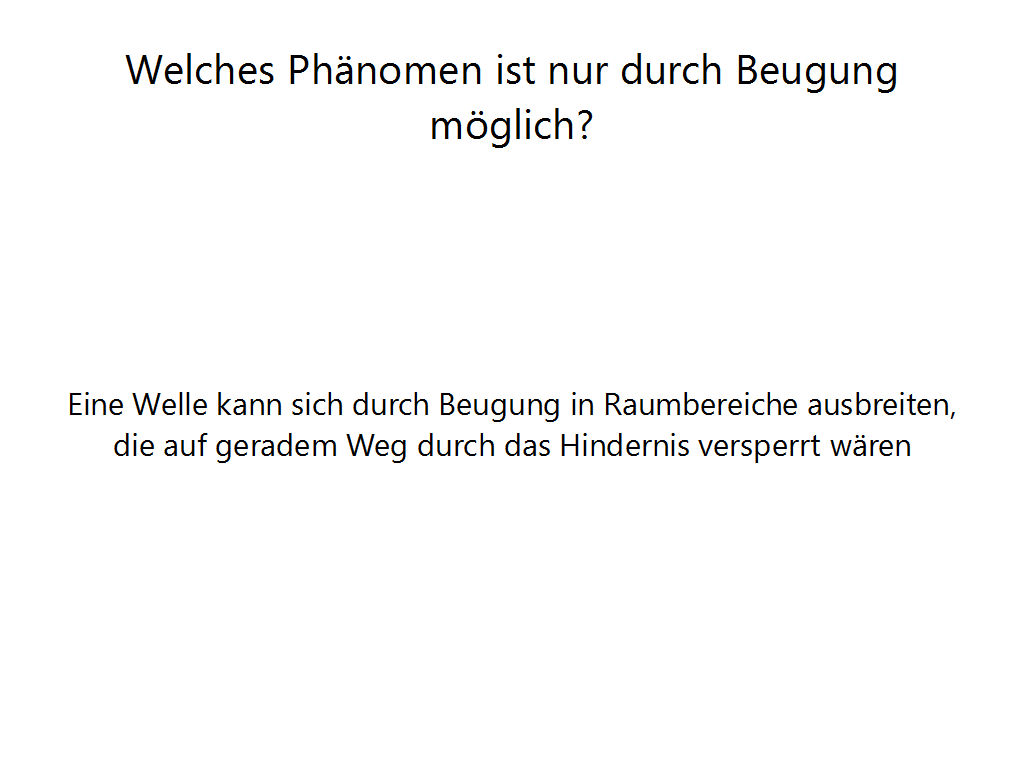 Welches Phänomen ist nur durch Beugung
möglich?
Eine Welle kann sich durch Beugung in Raumbereiche ausbreiten,
die auf geradem Weg durch das Hindernis versperrt wären